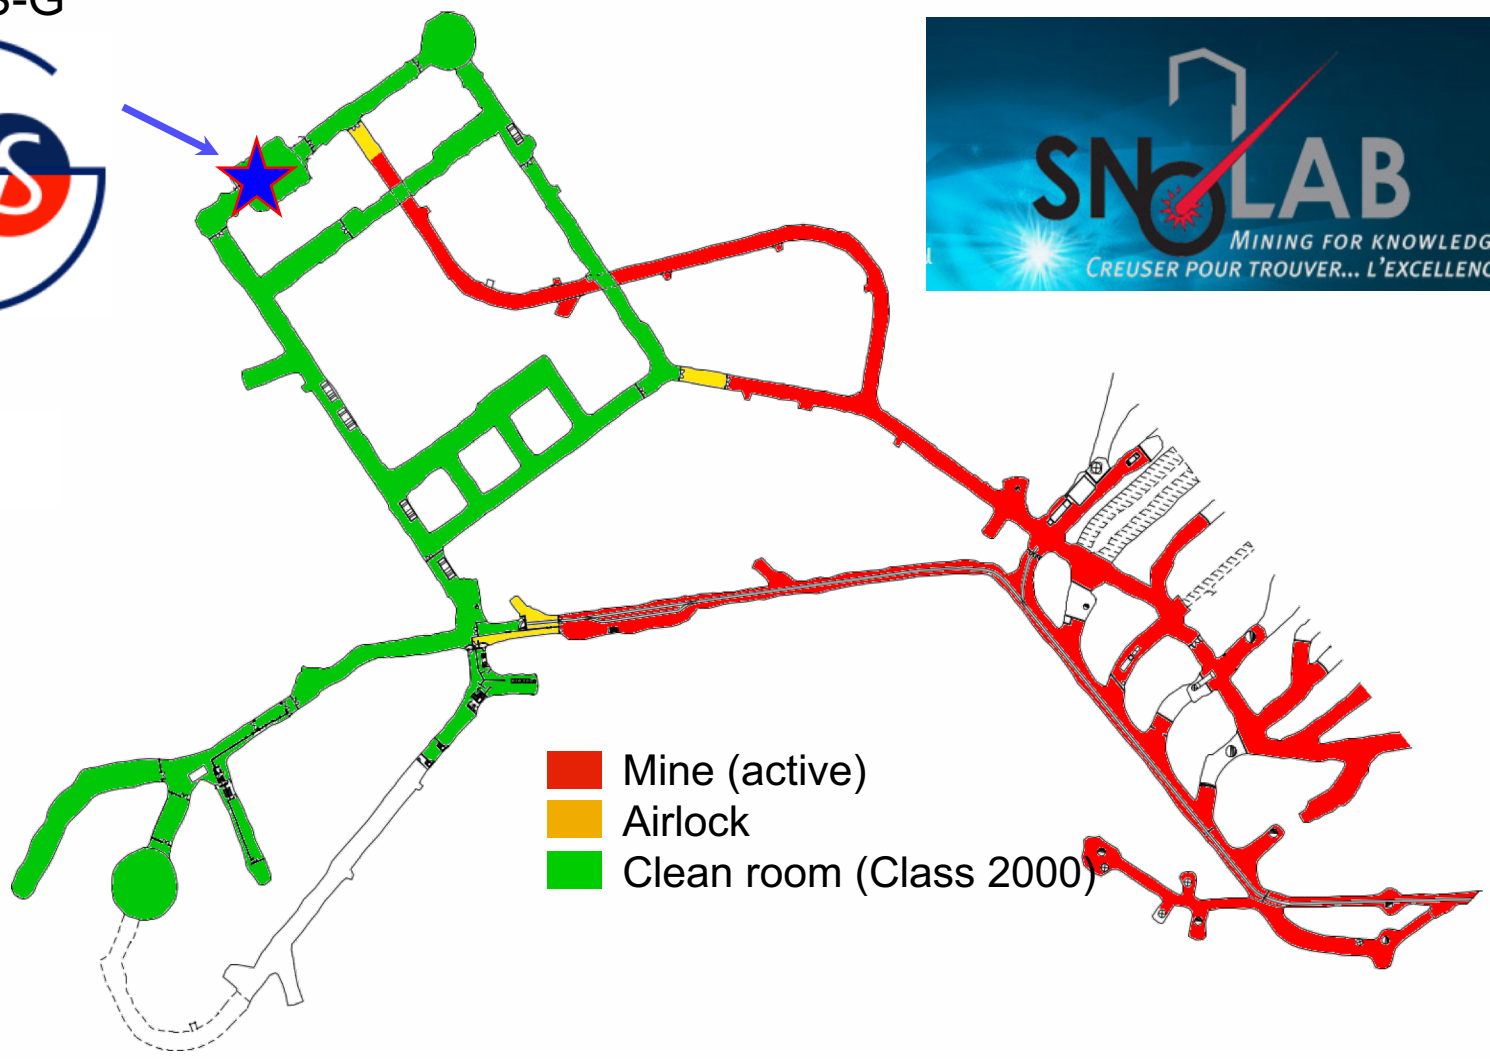 S-G
S
SNOLAB
MINING FOR KNOWLEDG
CREUSER POUR TROUVER... L'EXCELLENC
Mine (active)
Airlock
Clean room (Class 2000)